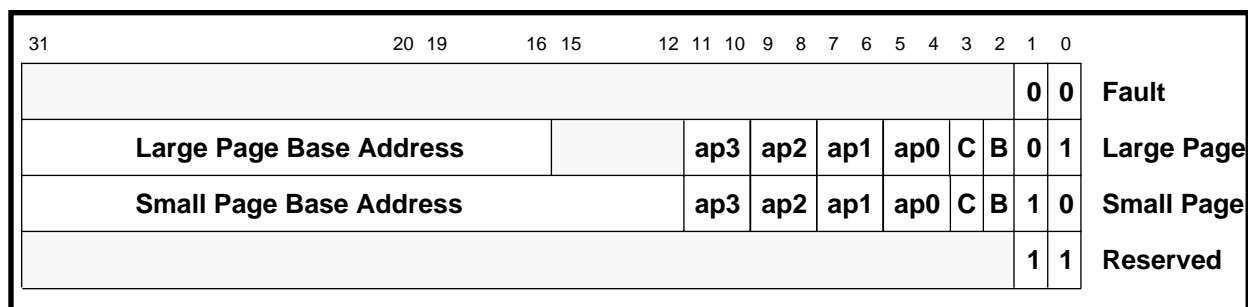 31 20 19 16 15 12 11 10 9 8 7 6 5 4 3 2 1 0
0 0 Fault
Large Page Base Address ap3 ap2 ap1 ap0 C B 0 1 Large Page
Small Page Base Address ap3 ap2 ap1 ap0 C B 1 0 Small Page
1 1 Reserved